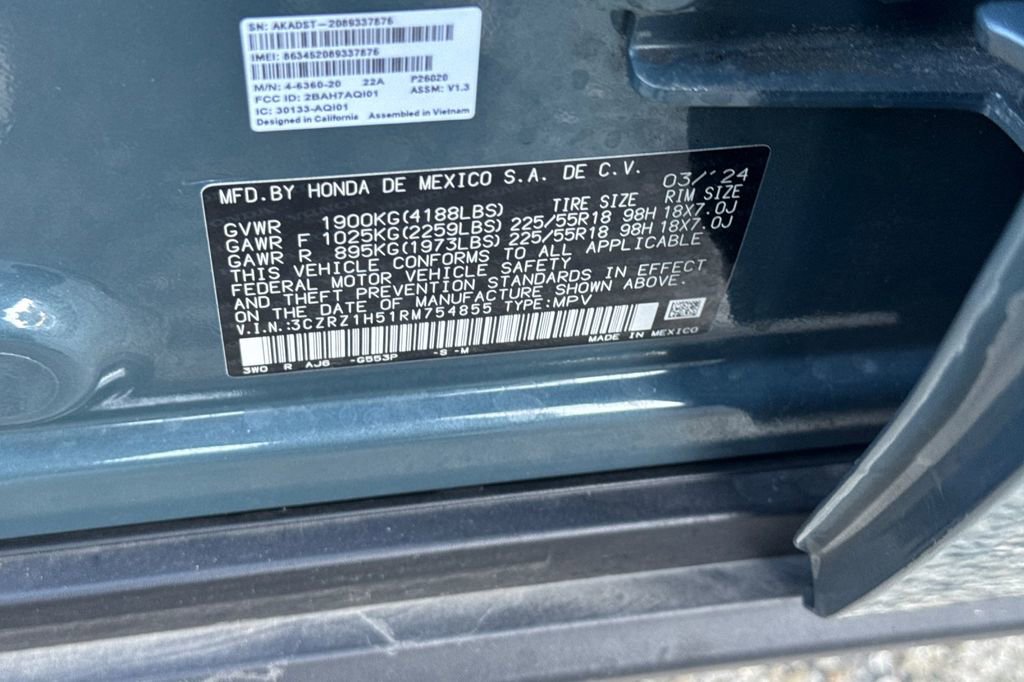 SN: AKADST-2089337876
IMEI: 863452089337876
M/N: 4-6360-20 22A P26020
FCC ID: 2BAH7AQI01 ASSM: V1.3
IC: 30133-AQI01
Designed in California Assembled in Vietnam
MFD.BY HONDA DE MEXICO S.A. DE C.V. 03/'24
GVWR 1900KG(4188LBS) TIRE SIZE RIM SIZE
GAWR F 1025KG(2259LBS) 225/55R18 98H 18X7.0J
GAWR R 895KG(1973LBS) 225/55R18 98H 18X7.0J
THIS VEHICLE CONFORMS TO ALL APPLICABLE
FEDERAL MOTOR VEHICLE SAFETY
AND THEFT PREVENTION STANDARDS IN EFFECT
ON THE DATE OF MANUFACTURE SHOWN ABOVE.
V.I.N.:3CZRZ1H51RM754855 TYPE:MPV
MADE IN MEXICO
3W0 R AJG -G553P -S -M